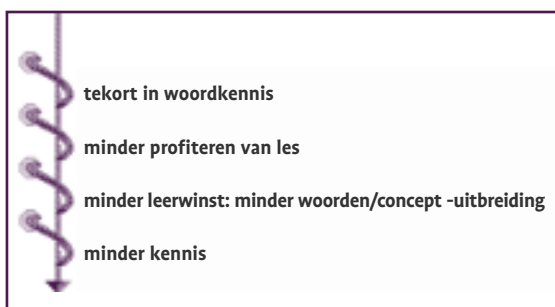 tekort in woordkennis
minder profiteren van les
minder leerwinst: minder woorden/concept -uitbreiding
minder kennis